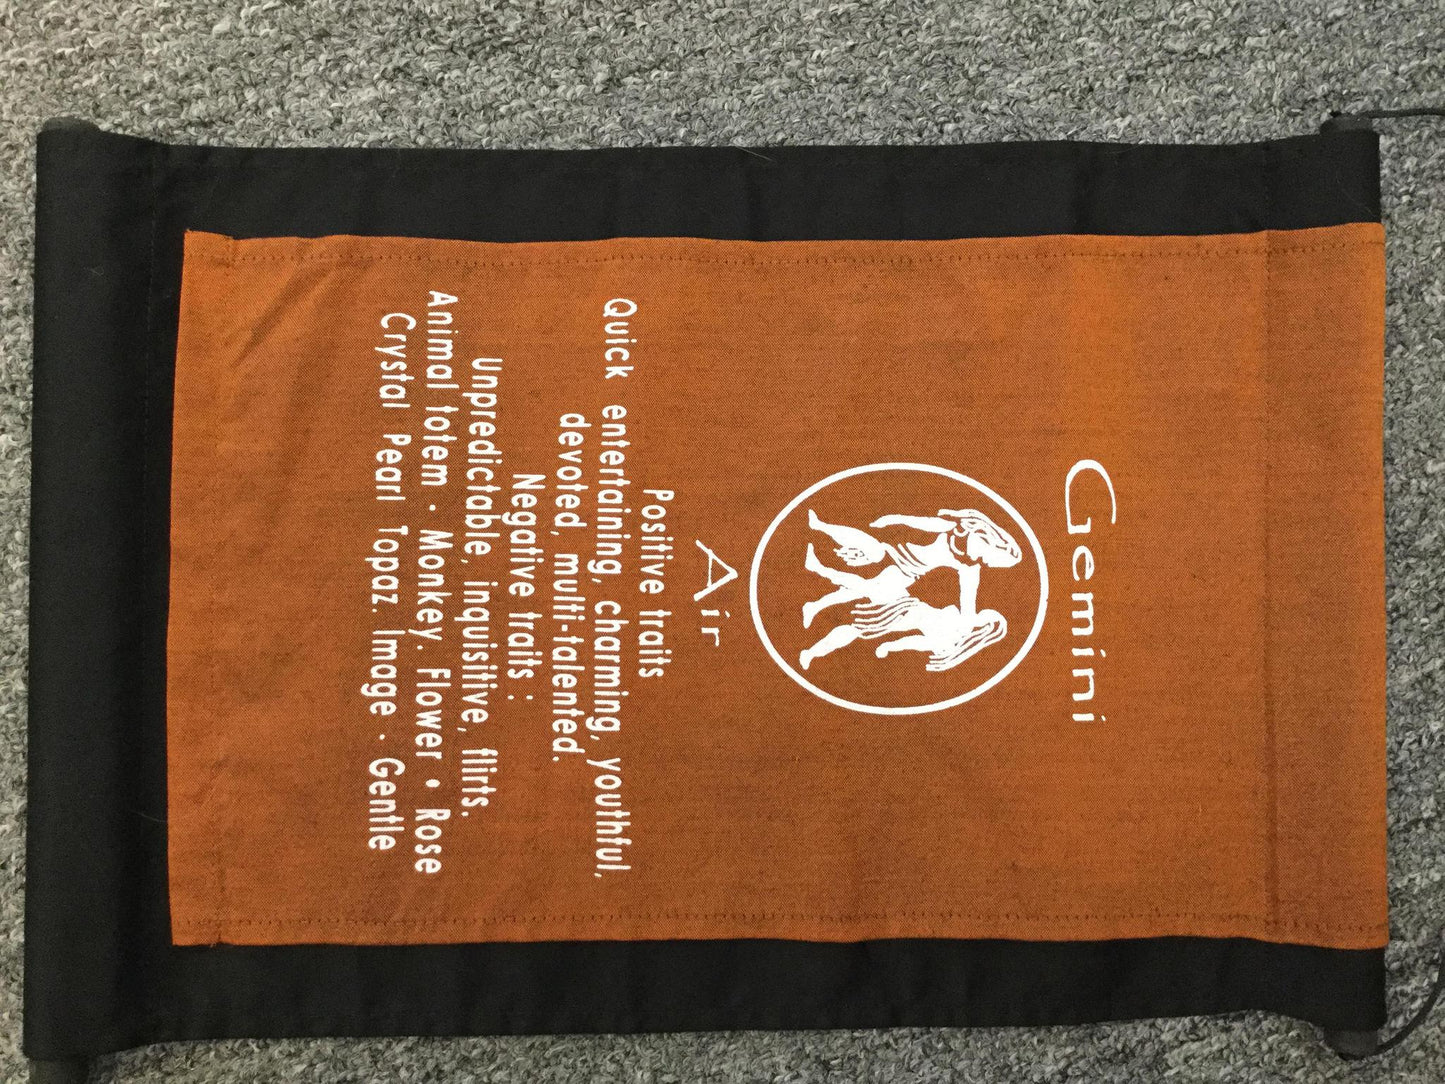 Gemini
Air
Positive traits
Quick entertaining, charming, youthful,
devoted, multi-talented.
Negative traits :
Unpredictable, inquisitive, flirts.
Animal totem · Monkey. Flower • Rose
Crystal Pearl Topaz. Image · Gentle